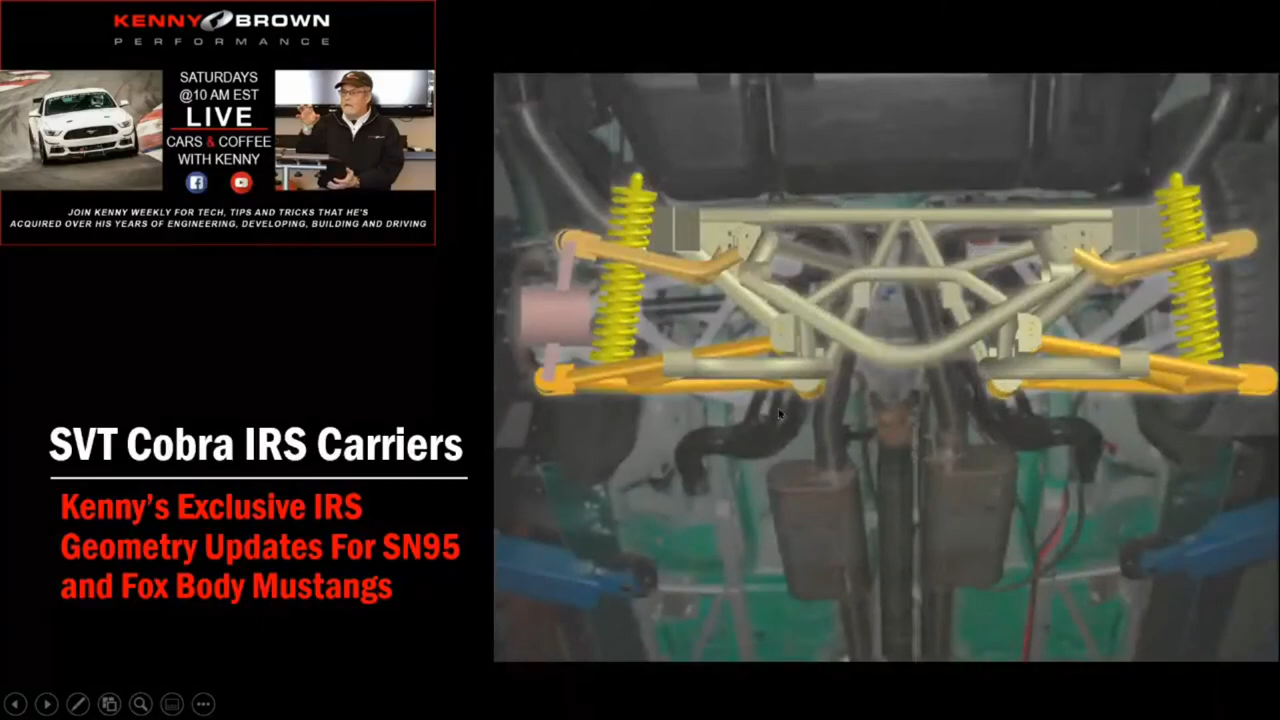 KENNY BROWN
PERFORMANCE
SATURDAYS
@10 AM EST
LIVE
CARS & COFFEE
WITH KENNY
JOIN KENNY WEEKLY FOR TECH, TIPS AND TRICKS THAT HE'S
ACQUIRED OVER HIS YEARS OF ENGINEERING, DEVELOPING, BUILDING AND DRIVING
SVT Cobra IRS Carriers
Kenny's Exclusive IRS
Geometry Updates For SN95
and Fox Body Mustangs